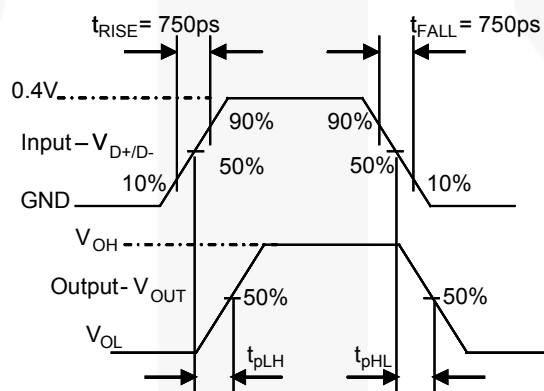 tRISE = 750ps
tFALL = 750ps
0.4V
90%
90%
Input – VD+/D-
50%
50%
10%
10%
GND
VOH
Output- VOUT
50%
50%
VOL
tpLH
tpHL